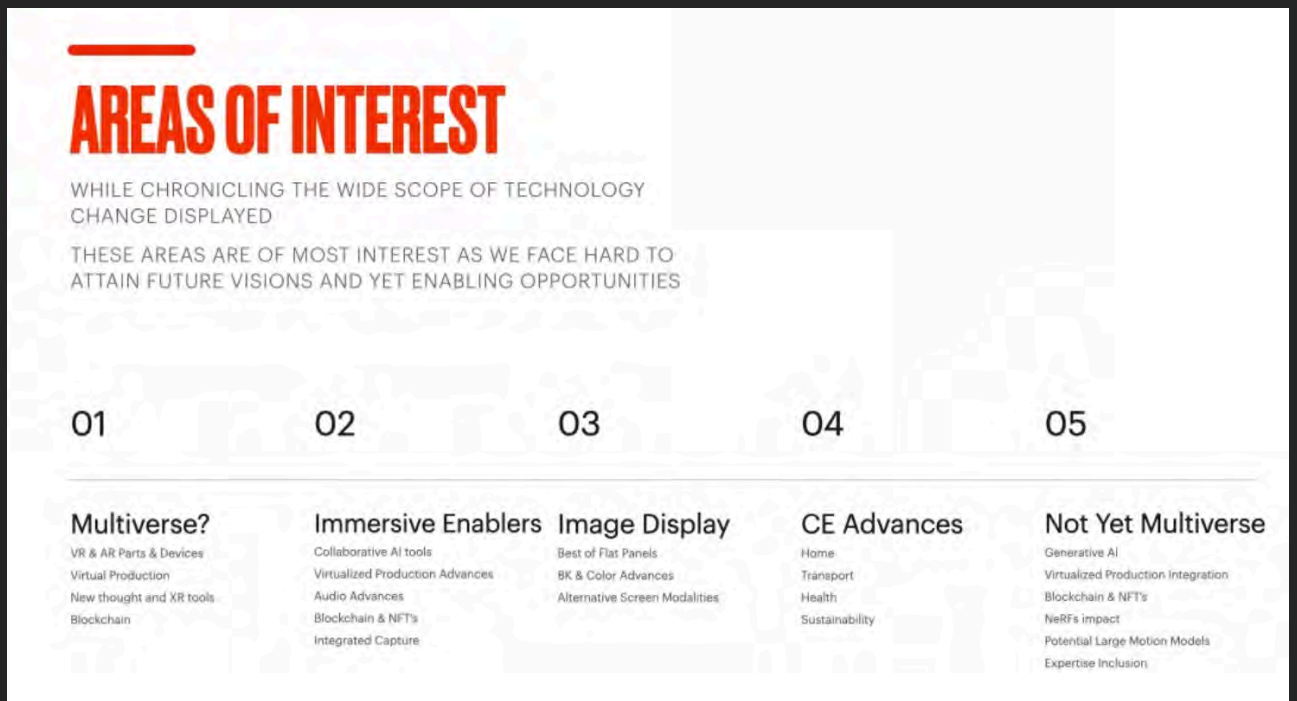 AREAS OF INTEREST
WHILE CHRONICLING THE WIDE SCOPE OF TECHNOLOGY
CHANGE DISPLAYED
THESE AREAS ARE OF MOST INTEREST AS WE FACE HARD TO
ATTAIN FUTURE VISIONS AND YET ENABLING OPPORTUNITIES
01
Multiverse?
VR & AR Parts & Devices
Virtual Production
New thought and XR tools
Blockchain
02
Immersive Enablers
Collaborative AI tools
Virtualized Production Advances
Audio Advances
Blockchain & NFT's
Integrated Capture
03
Image Display
Best of Flat Panels
8K & Color Advances
Alternative Screen Modalities
04
CE Advances
Home
Transport
Health
Sustainability
05
Not Yet Multiverse
Generative AI
Virtualized Production Integration
Blockchain & NFT's
NeRFs impact
Potential Large Motion Models
Expertise Inclusion